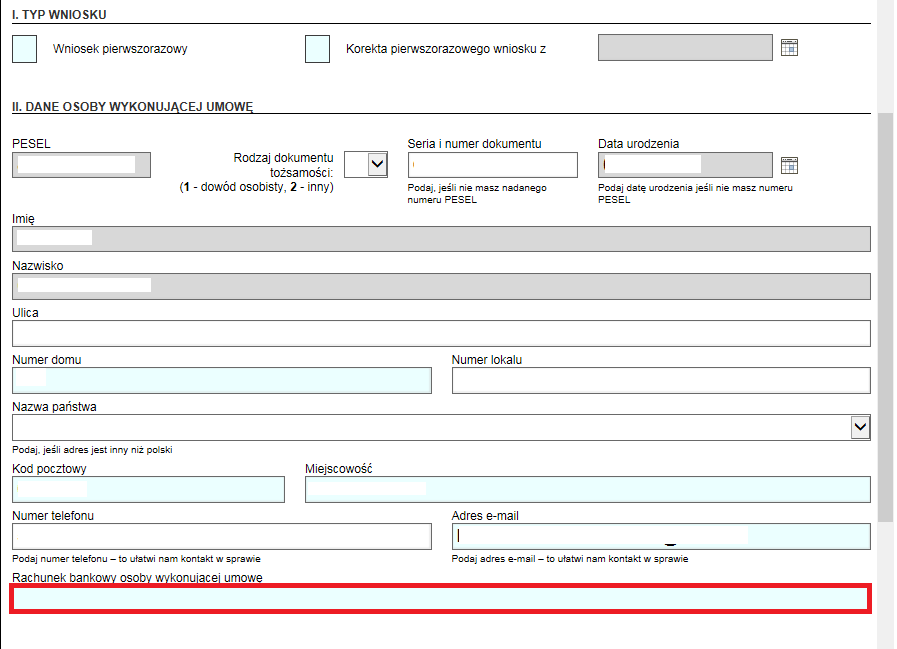 I. TYP WNIOSKU
Wniosek pierwszorazowy
Korekta pierwszorazowego wniosku z
II. DANE OSOBY WYKONUJĄCEJ UMOWĘ
PESEL
Rodzaj dokumentu
tożsamości:
(1 - dowód osobisty, 2 - inny)
Seria i numer dokumentu
Podaj, jeśli nie masz nadanego
numeru PESEL
Data urodzenia
Podaj datę urodzenia jeśli nie masz numeru
PESEL
Imię
Nazwisko
Ulica
Numer domu
Numer lokalu
Nazwa państwa
Podaj, jeśli adres jest inny niż polski
Kod pocztowy
Miejscowość
Numer telefonu
Podaj numer telefonu – to ułatwi nam kontakt w sprawie
Adres e-mail
Podaj adres e-mail – to ułatwi nam kontakt w sprawie
Rachunek bankowy osoby wykonującej umowę